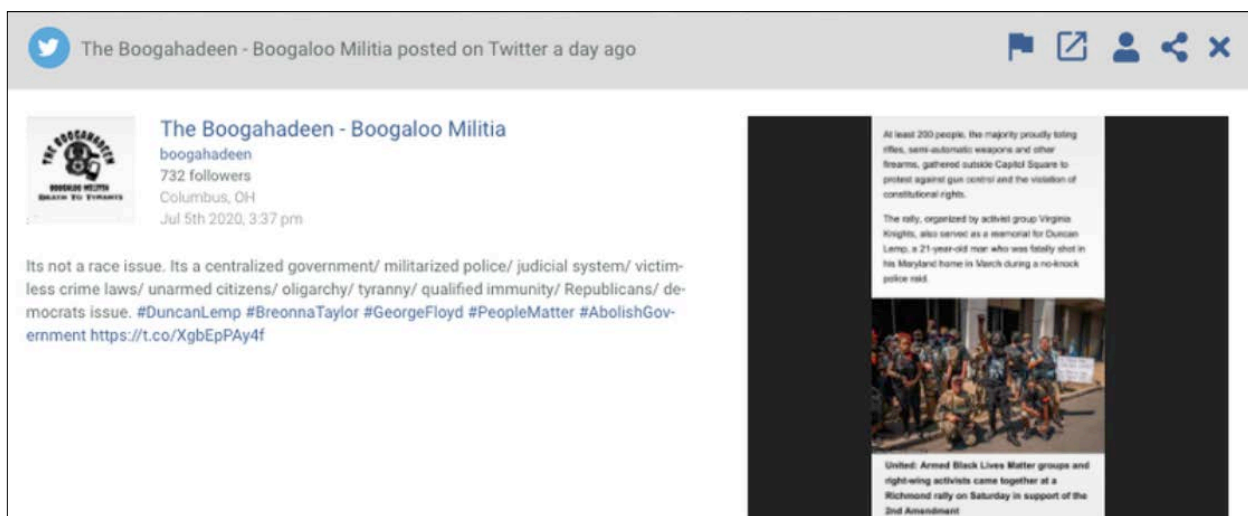 The Boogahadeen - Boogaloo Militia posted on Twitter a day ago
THE BOOGAHADEEN
BOOGALOO MILITIA
DEATH TO TYRANTS
The Boogahadeen - Boogaloo Militia
boogahadeen
732 followers
Columbus, OH
Jul 5th 2020, 3:37 pm
Its not a race issue. Its a centralized government/ militarized police/ judicial system/ victim-
less crime laws/ unarmed citizens/ oligarchy/ tyranny/ qualified immunity/ Republicans/ de-
mocrats issue. #DuncanLemp #BreonnaTaylor #GeorgeFloyd #PeopleMatter #AbolishGov-
ernment https://t.co/XgbEpPAy4f
At least 200 people, the majority proudly toting
rifles, semi-automatic weapons and other
firearms, gathered outside Capitol Square to
protest against gun control and the violation of
constitutional rights.
The rally, organized by activist group Virginia
Knights, also served as a memorial for Duncan
Lemp, a 21-year-old man who was fatally shot in
his Maryland home in March during a no-knock
police raid.
United: Armed Black Lives Matter groups and
right-wing activists came together at a
Richmond rally on Saturday in support of the
2nd Amendment